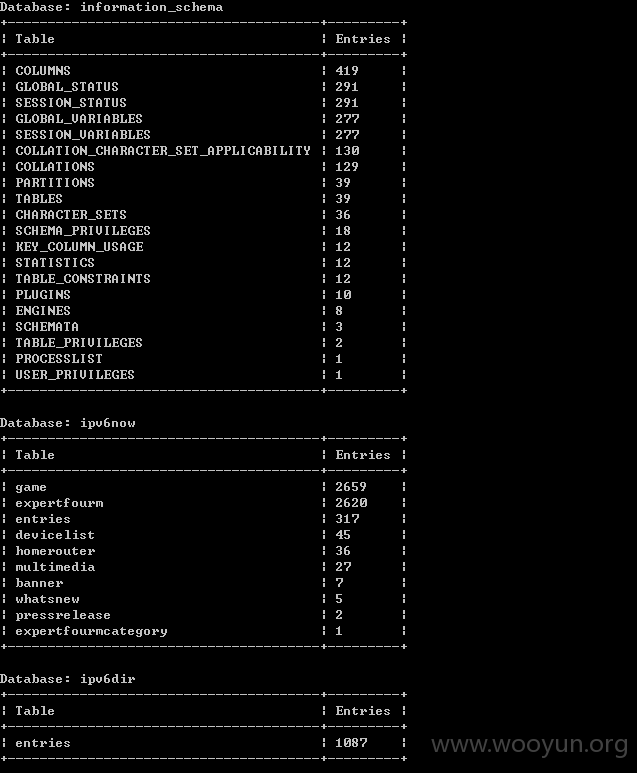 Database: information_schema
Table Entries
COLUMNS 419
GLOBAL_STATUS 291
SESSION_STATUS 291
GLOBAL_VARIABLES 277
SESSION_VARIABLES 277
COLLATION_CHARACTER_SET_APPLICABILITY 130
COLLATIONS 129
PARTITIONS 39
TABLES 39
CHARACTER_SETS 36
SCHEMA_PRIVILEGES 18
KEY_COLUMN_USAGE 12
STATISTICS 12
TABLE_CONSTRAINTS 12
PLUGINS 10
ENGINES 8
SCHEMATA 3
TABLE_PRIVILEGES 2
PROCESSLIST 1
USER_PRIVILEGES 1
Database: ipv6now
Table Entries
game 2659
expertfourm 2620
entries 317
devicelist 45
homerouter 36
multimedia 27
banner 7
whatsnew 5
pressrelease 2
expertfourmcategory 1
Database: ipv6dir
Table Entries
entries 1087
www.wooyun.org